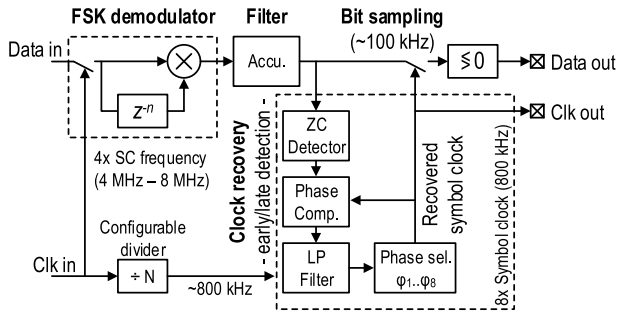 FSK demodulator Filter Bit sampling
Data in
(~100 kHz)
Accu.
≶ 0
Data out
z⁻ⁿ
Clk out
4x SC frequency
(4 MHz – 8 MHz)
Clock recovery
- early/late detection -
ZC
Detector
Phase
Comp.
LP
Filter
Phase sel.
φ₁..φ₈
Recovered
symbol clock
8x Symbol clock (800 kHz)
Configurable
divider
Clk in
÷ N
~800 kHz